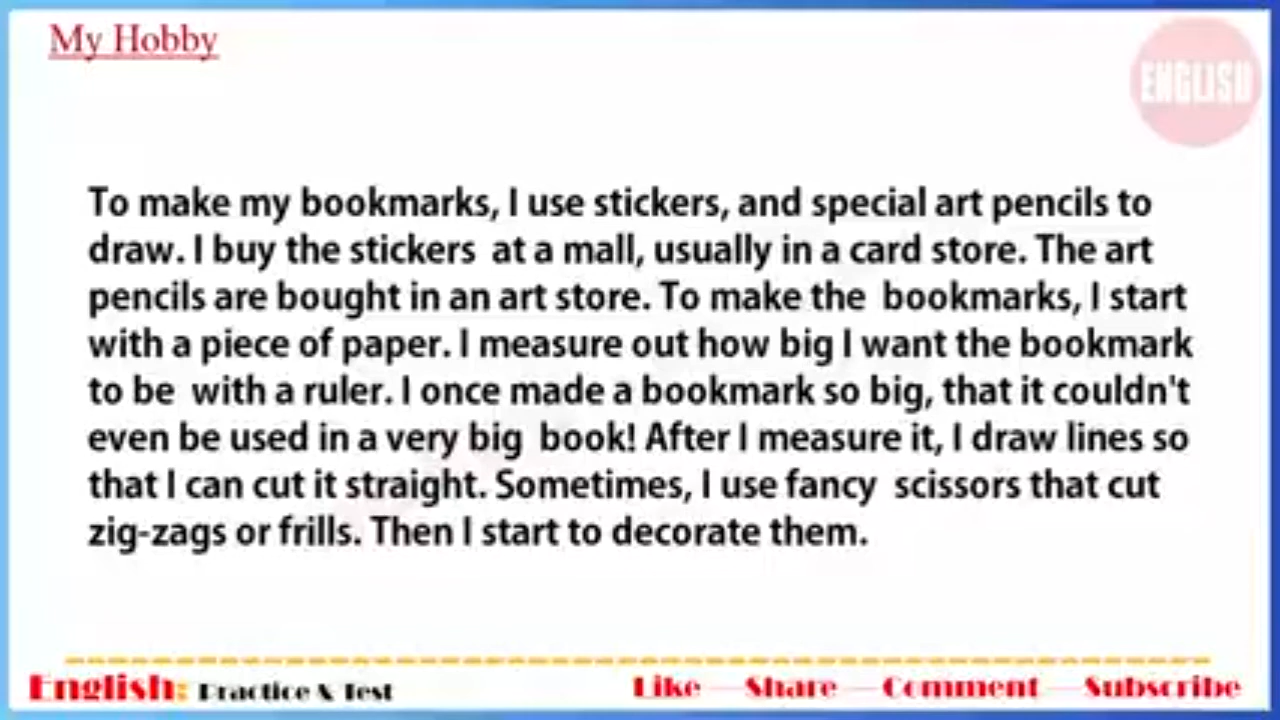 My Hobby
ENGLISH
To make my bookmarks, I use stickers, and special art pencils to
draw. I buy the stickers at a mall, usually in a card store. The art
pencils are bought in an art store. To make the bookmarks, I start
with a piece of paper. I measure out how big I want the bookmark
to be with a ruler. I once made a bookmark so big, that it couldn't
even be used in a very big book! After I measure it, I draw lines so
that I can cut it straight. Sometimes, I use fancy scissors that cut
zig-zags or frills. Then I start to decorate them.
English: Practice & Test
Like — Share — Comment — Subscribe